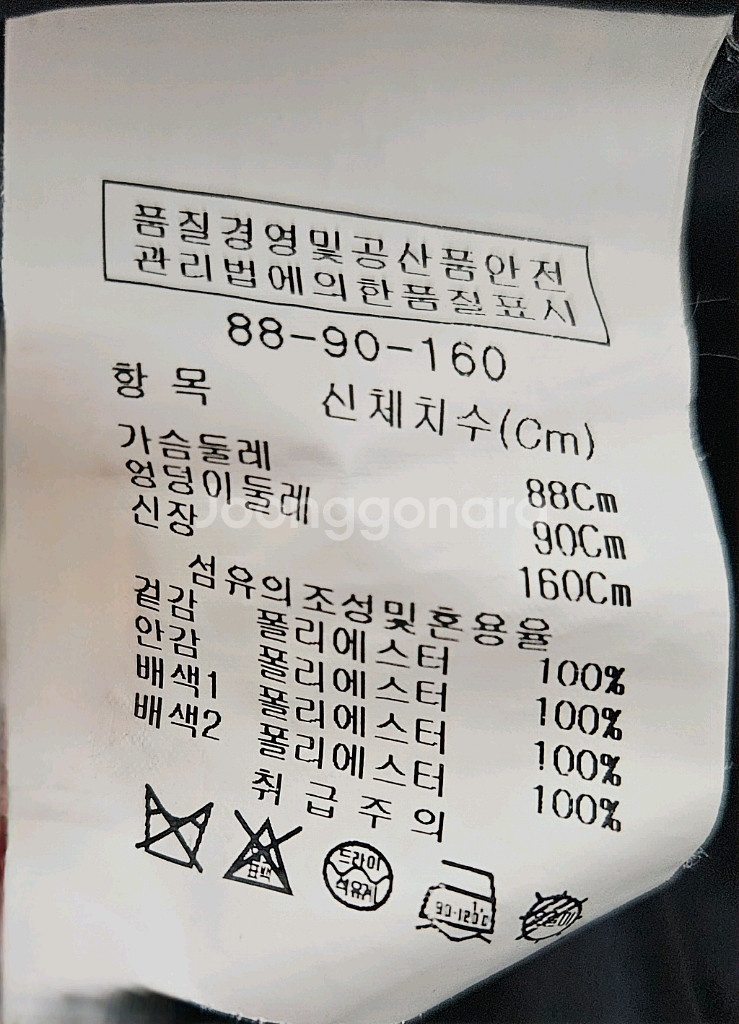 품질경영및공산품안전
관리법에의한품질표시
88-90-160
항 목 신체치수(Cm)
가슴둘레 88Cm
엉덩이둘레 90Cm
신장 160Cm
섬유의조성및혼용율
겉감 폴리에스터 100%
안감 폴리에스터 100%
배색1 폴리에스터 100%
배색2 폴리에스터 100%
취급주의
표백
드라이
석유계
Joonggonara